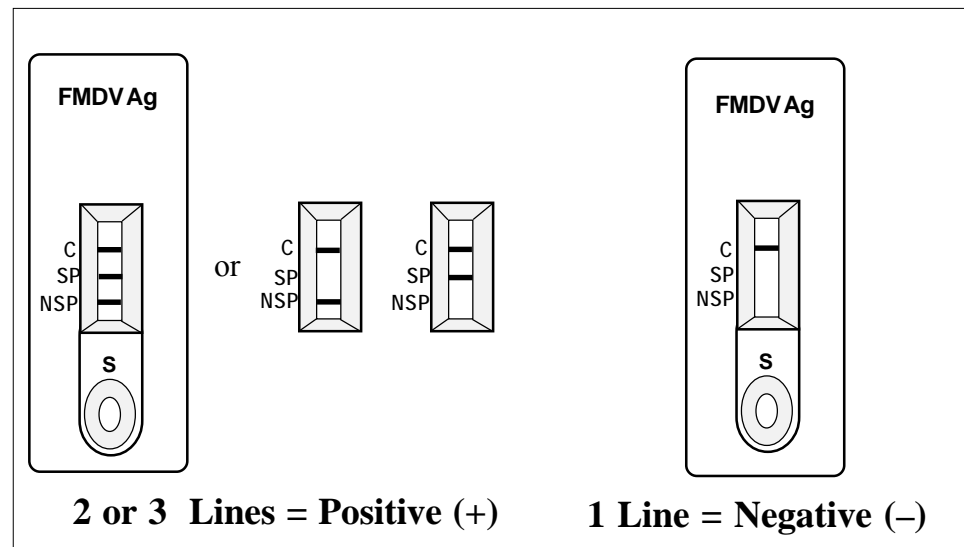 FMDV Ag
C
SP
NSP
S
or
C
SP
NSP
C
SP
NSP
2 or 3 Lines = Positive (+)
FMDV Ag
C
SP
NSP
S
1 Line = Negative (–)